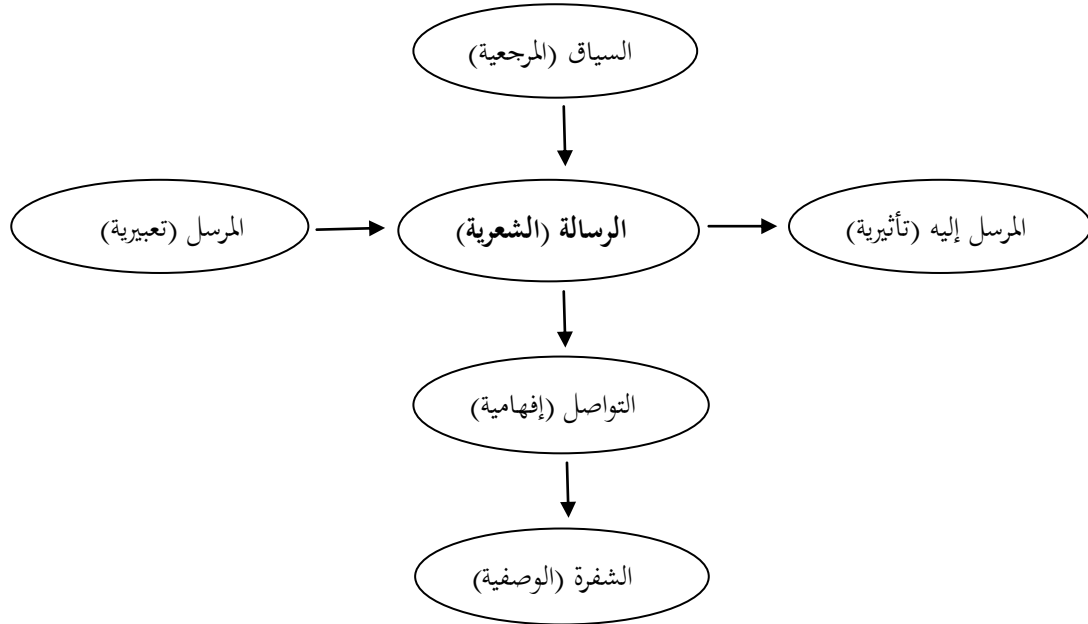 السياق (المرجعية)
المرسل إليه (تأثيرية)
الرسالة (الشعرية)
المرسل (تعبيرية)
التواصل (إفهامية)
الشفرة (الوصفية)